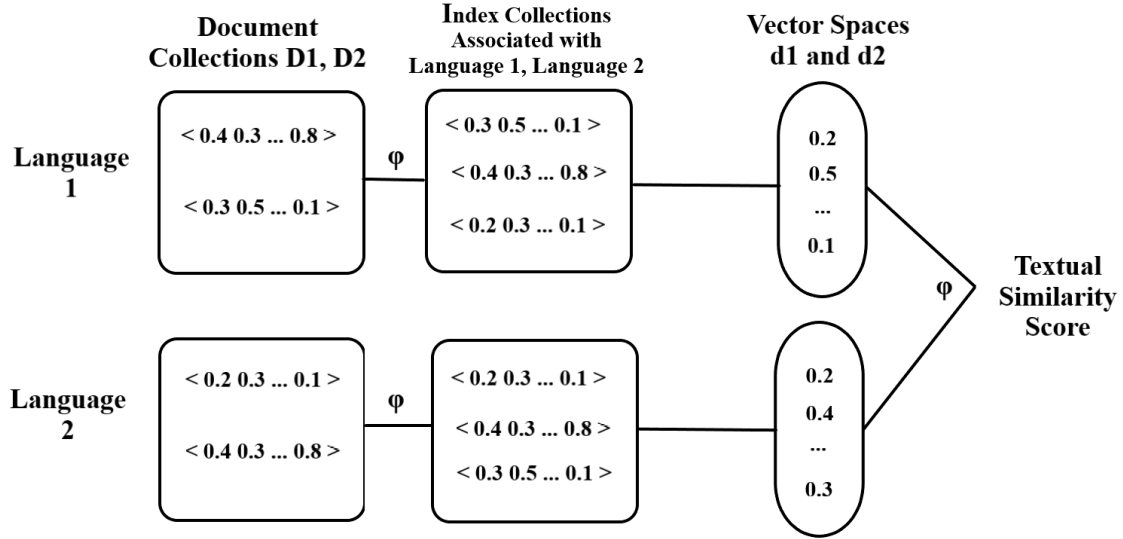 Document
Collections D1, D2
Index Collections
Associated with
Language 1, Language 2
Vector Spaces
d1 and d2
Language
1
< 0.4 0.3 ... 0.8 >
< 0.3 0.5 ... 0.1 >
φ
< 0.3 0.5 ... 0.1 >
< 0.4 0.3 ... 0.8 >
< 0.2 0.3 ... 0.1 >
0.2
0.5
...
0.1
Language
2
< 0.2 0.3 ... 0.1 >
< 0.4 0.3 ... 0.8 >
φ
< 0.2 0.3 ... 0.1 >
< 0.4 0.3 ... 0.8 >
< 0.3 0.5 ... 0.1 >
0.2
0.4
...
0.3
φ
Textual
Similarity
Score